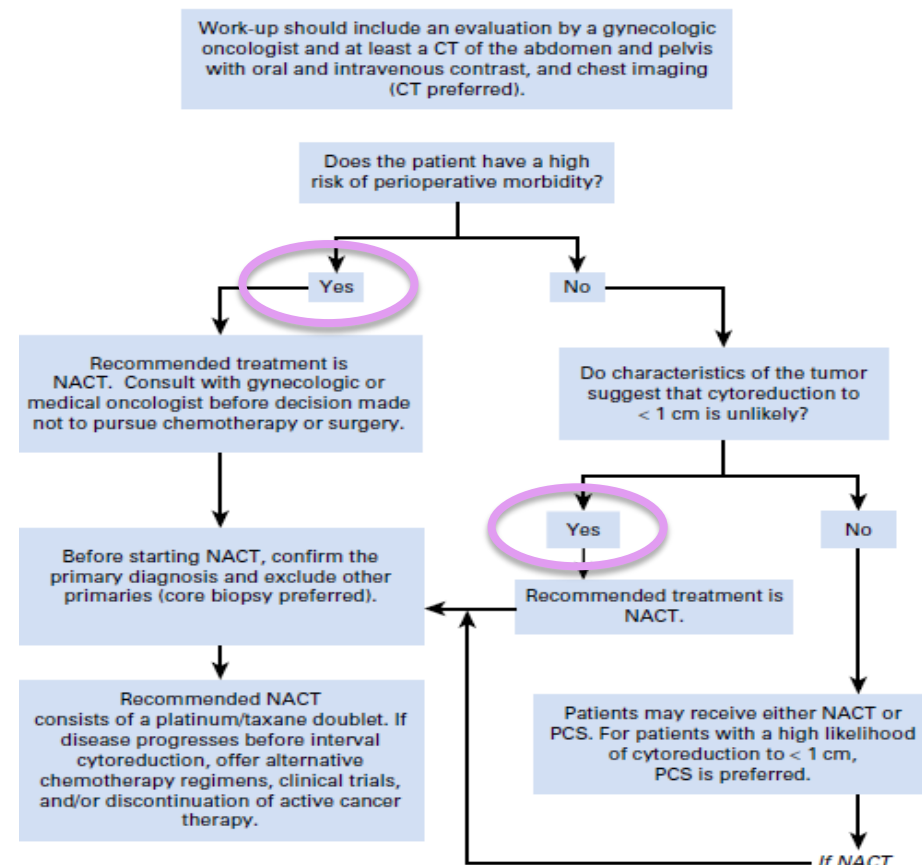 Work-up should include an evaluation by a gynecologic
oncologist and at least a CT of the abdomen and pelvis
with oral and intravenous contrast, and chest imaging
(CT preferred).
Does the patient have a high
risk of perioperative morbidity?
Yes
No
Recommended treatment is
NACT. Consult with gynecologic or
medical oncologist before decision made
not to pursue chemotherapy or surgery.
Do characteristics of the tumor
suggest that cytoreduction to
< 1 cm is unlikely?
Yes
No
Before starting NACT, confirm the
primary diagnosis and exclude other
primaries (core biopsy preferred).
Recommended treatment is
NACT.
Recommended NACT
consists of a platinum/taxane doublet. If
disease progresses before interval
cytoreduction, offer alternative
chemotherapy regimens, clinical trials,
and/or discontinuation of active cancer
therapy.
Patients may receive either NACT or
PCS. For patients with a high likelihood
of cytoreduction to < 1 cm,
PCS is preferred.
If NACT